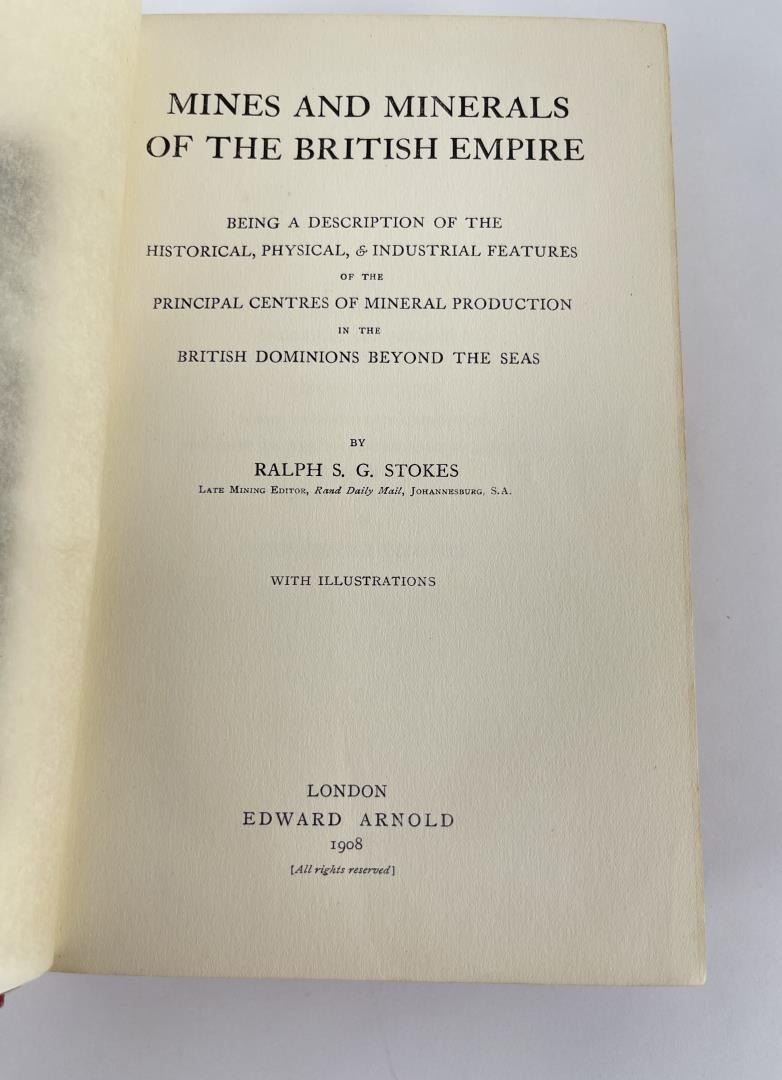 MINES AND MINERALS
OF THE BRITISH EMPIRE
BEING A DESCRIPTION OF THE
HISTORICAL, PHYSICAL, & INDUSTRIAL FEATURES
OF THE
PRINCIPAL CENTRES OF MINERAL PRODUCTION
IN THE
BRITISH DOMINIONS BEYOND THE SEAS
BY
RALPH S. G. STOKES
LATE MINING EDITOR, Rand Daily Mail, JOHANNESBURG, S.A.
WITH ILLUSTRATIONS
LONDON
EDWARD ARNOLD
1908
[All rights reserved]